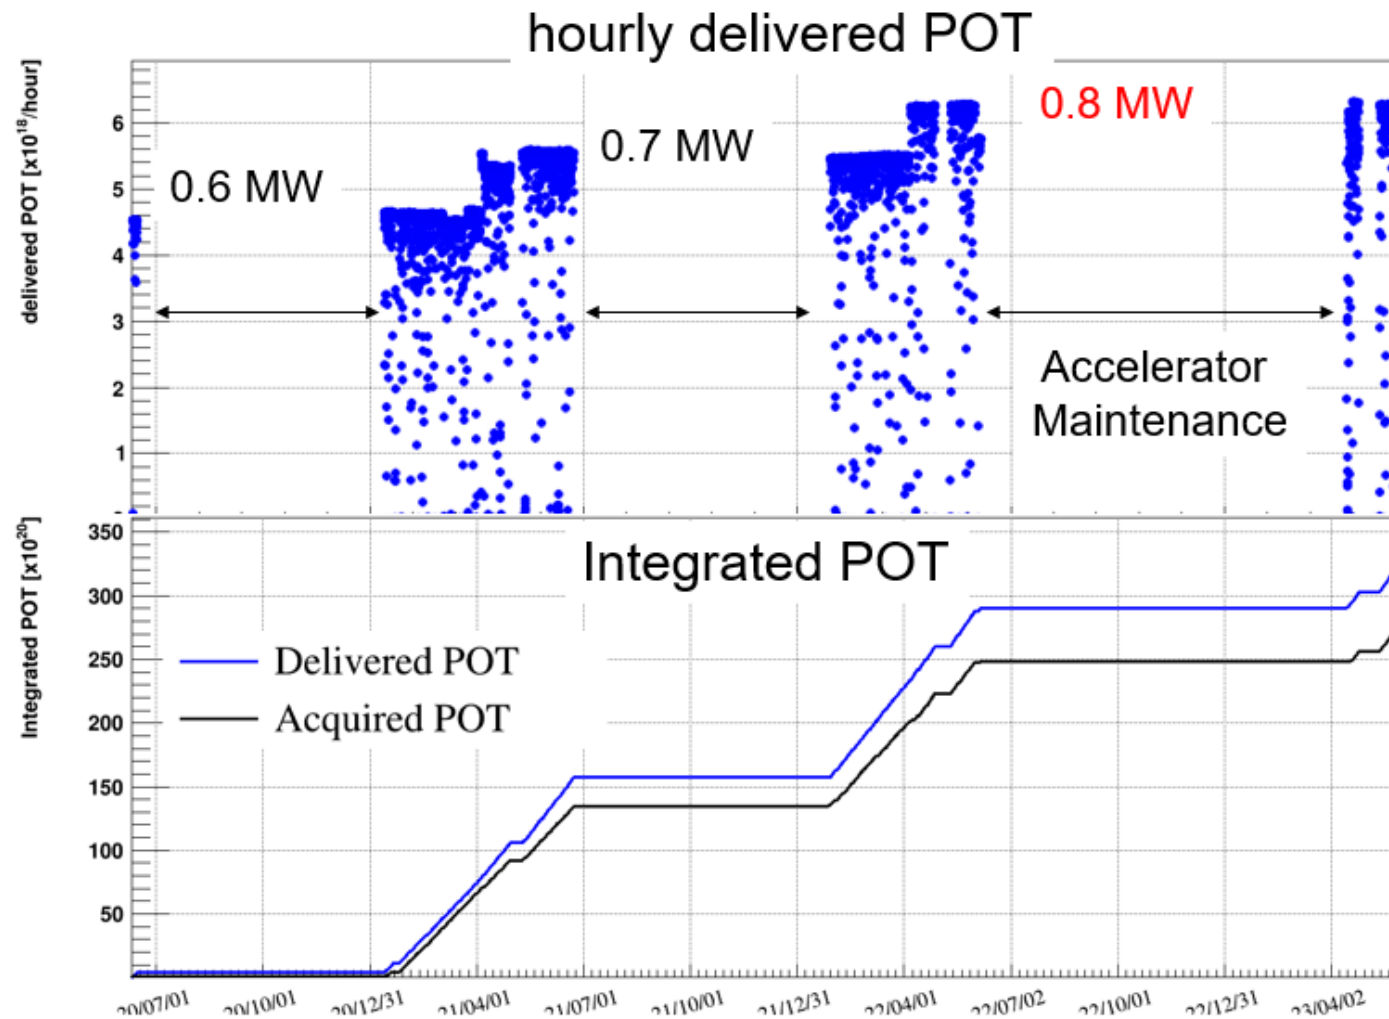 hourly delivered POT
delivered POT [x10¹⁸/hour]
6
5
4
3
2
1
0.6 MW
0.7 MW
0.8 MW
Accelerator
Maintenance
Integrated POT
Integrated POT [x10²⁰]
350
300
250
200
150
100
50
Delivered POT
Acquired POT
20/07/01 20/10/01 20/12/31 21/04/01 21/07/01 21/10/01 21/12/31 22/04/01 22/07/02 22/10/01 22/12/31 23/04/02